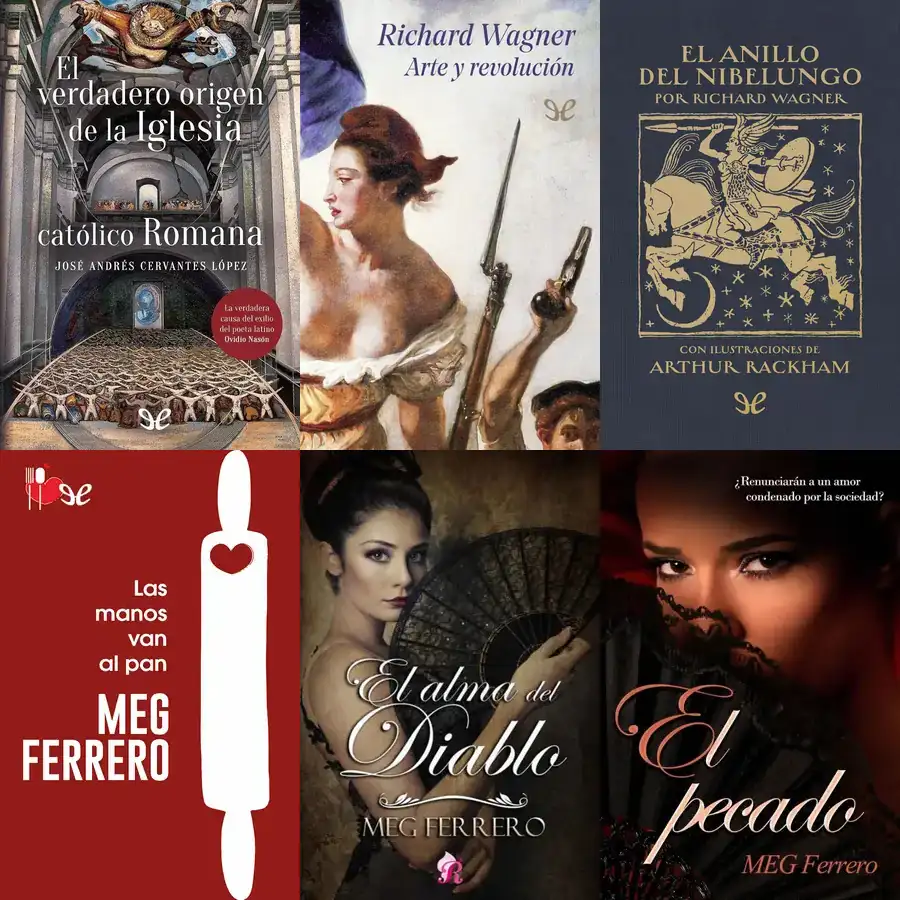 El
verdadero origen
de la Iglesia
católico Romana
JOSÉ ANDRÉS CERVANTES LÓPEZ
La verdadera
causa del exilio
del poeta latino
Ovidio Nasón
Richard Wagner
Arte y revolución
EL ANILLO
DEL NIBELUNGO
POR RICHARD WAGNER
CON ILUSTRACIONES DE
ARTHUR RACKHAM
Las
manos
van
al pan
MEG
FERRERO
El alma del
Diablo
MEG FERRERO
R
¿Renunciarán a un amor
condenado por la sociedad?
El
pecado
MEG Ferrero